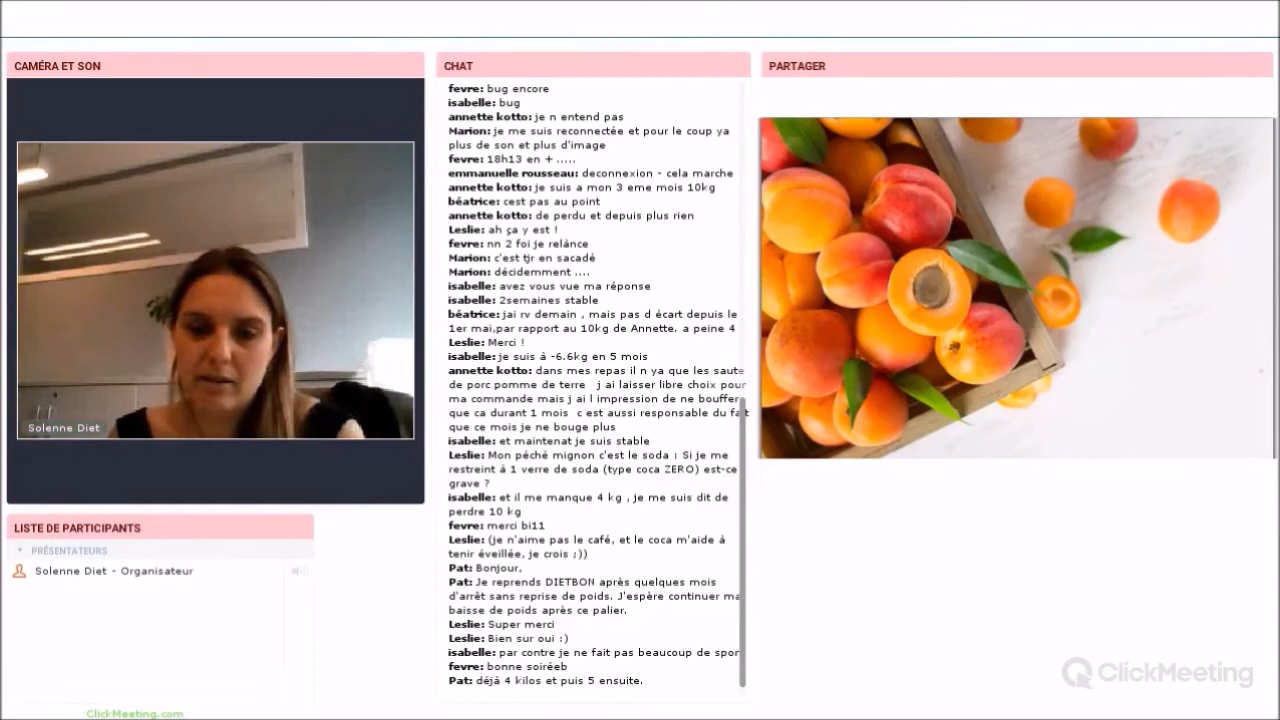 CAMÉRA ET SON
Solenne Diet
LISTE DE PARTICIPANTS
PRÉSENTATEURS
Solenne Diet - Organisateur
ClickMeeting.com
CHAT
fevre: bug encore
isabelle: bug
annette kotto: je n entend pas
Marion: je me suis reconnectée et pour le coup ya
plus de son et plus d'image
fevre: 18h13 en + .....
emmanuelle rousseau: deconnexion - cela marche
annette kotto: je suis a mon 3 eme mois 10kg
béatrice: cest pas au point
annette kotto: de perdu et depuis plus rien
Leslie: ah ça y est !
fevre: nn 2 foi je relánce
Marion: c'est tjr en sacadé
Marion: décidemment ....
isabelle: avez vous vue ma réponse
isabelle: 2semaines stable
béatrice: jai rv demain , mais pas d écart depuis le
1er mai,par rapport au 10kg de Annette. a peine 4
Leslie: Merci !
isabelle: je suis à -6.6kg en 5 mois
annette kotto: dans mes repas il n ya que les saute
de porc pomme de terre j ai laisser libre choix pour
ma commande mais j ai l impression de ne bouffer
que ca durant 1 mois c est aussi responsable du fait
que ce mois je ne bouge plus
isabelle: et maintenat je suis stable
Leslie: Mon péché mignon c'est le soda : Si je me
restreint à 1 verre de soda (type coca ZERO) est-ce
grave ?
isabelle: et il me manque 4 kg , je me suis dit de
perdre 10 kg
fevre: merci bi11
Leslie: (je n'aime pas le café, et le coca m'aide à
tenir éveillée, je crois ;))
Pat: Bonjour,
Pat: Je reprends DIETBON après quelques mois
d'arrêt sans reprise de poids. J'espère continuer ma
baisse de poids après ce palier.
Leslie: Super merci
Leslie: Bien sur oui :)
isabelle: par contre je ne fait pas beaucoup de spor
fevre: bonne soiréeb
Pat: déjà 4 kilos et puis 5 ensuite.
PARTAGER
ClickMeeting